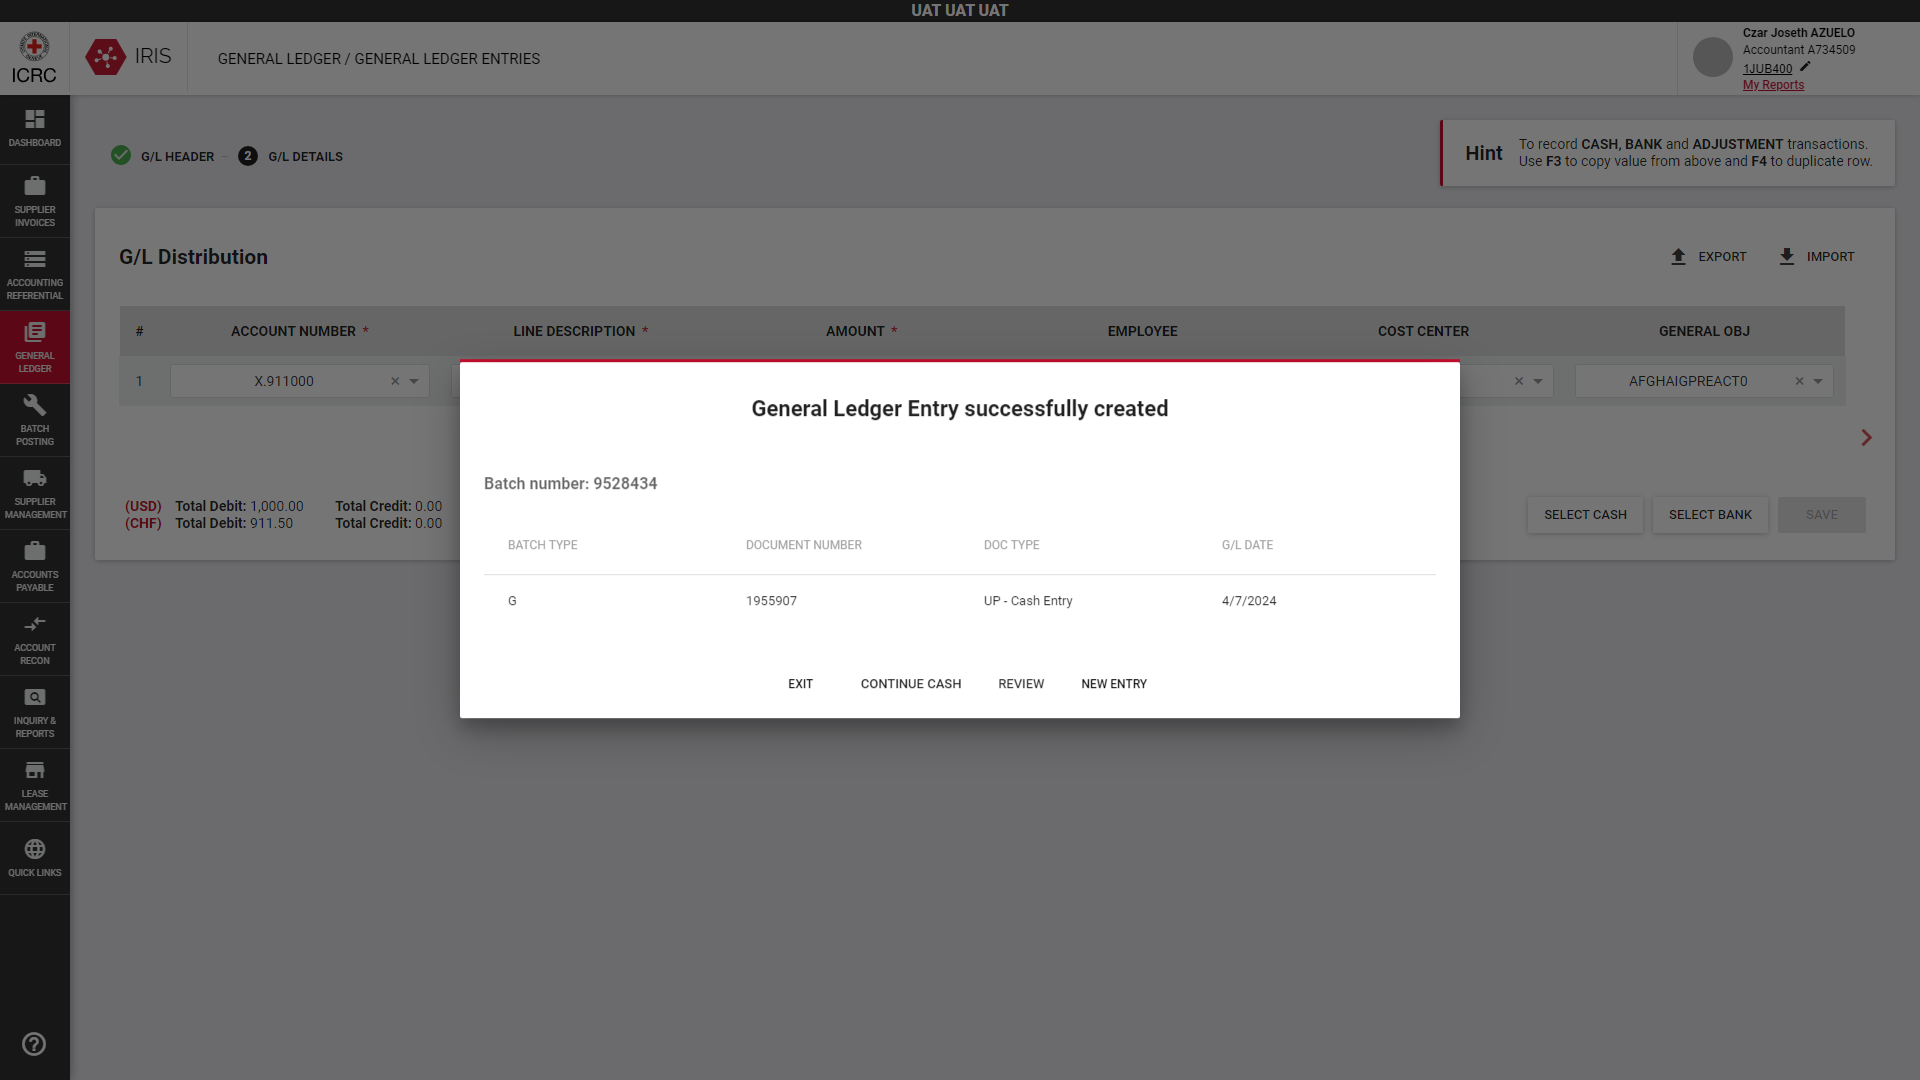 UAT UAT UAT
ICRC
IRIS
GENERAL LEDGER / GENERAL LEDGER ENTRIES
Czar Joseth AZUELO
Accountant A734509
1JUB400
My Reports
DASHBOARD
SUPPLIER
INVOICES
ACCOUNTING
REFERENTIAL
GENERAL
LEDGER
BATCH
POSTING
SUPPLIER
MANAGEMENT
ACCOUNTS
PAYABLE
ACCOUNT
RECON
INQUIRY &
REPORTS
LEASE
MANAGEMENT
QUICK LINKS
G/L HEADER
2 G/L DETAILS
Hint
To record CASH, BANK and ADJUSTMENT transactions.
Use F3 to copy value from above and F4 to duplicate row.
G/L Distribution
EXPORT
IMPORT
# ACCOUNT NUMBER * LINE DESCRIPTION * AMOUNT * EMPLOYEE COST CENTER GENERAL OBJ
1 X.911000 AFGHAIGPREACT0
(USD) Total Debit: 1,000.00 Total Credit: 0.00
(CHF) Total Debit: 911.50 Total Credit: 0.00
SELECT CASH SELECT BANK SAVE
General Ledger Entry successfully created
Batch number: 9528434
BATCH TYPE DOCUMENT NUMBER DOC TYPE G/L DATE
G 1955907 UP - Cash Entry 4/7/2024
EXIT CONTINUE CASH REVIEW NEW ENTRY